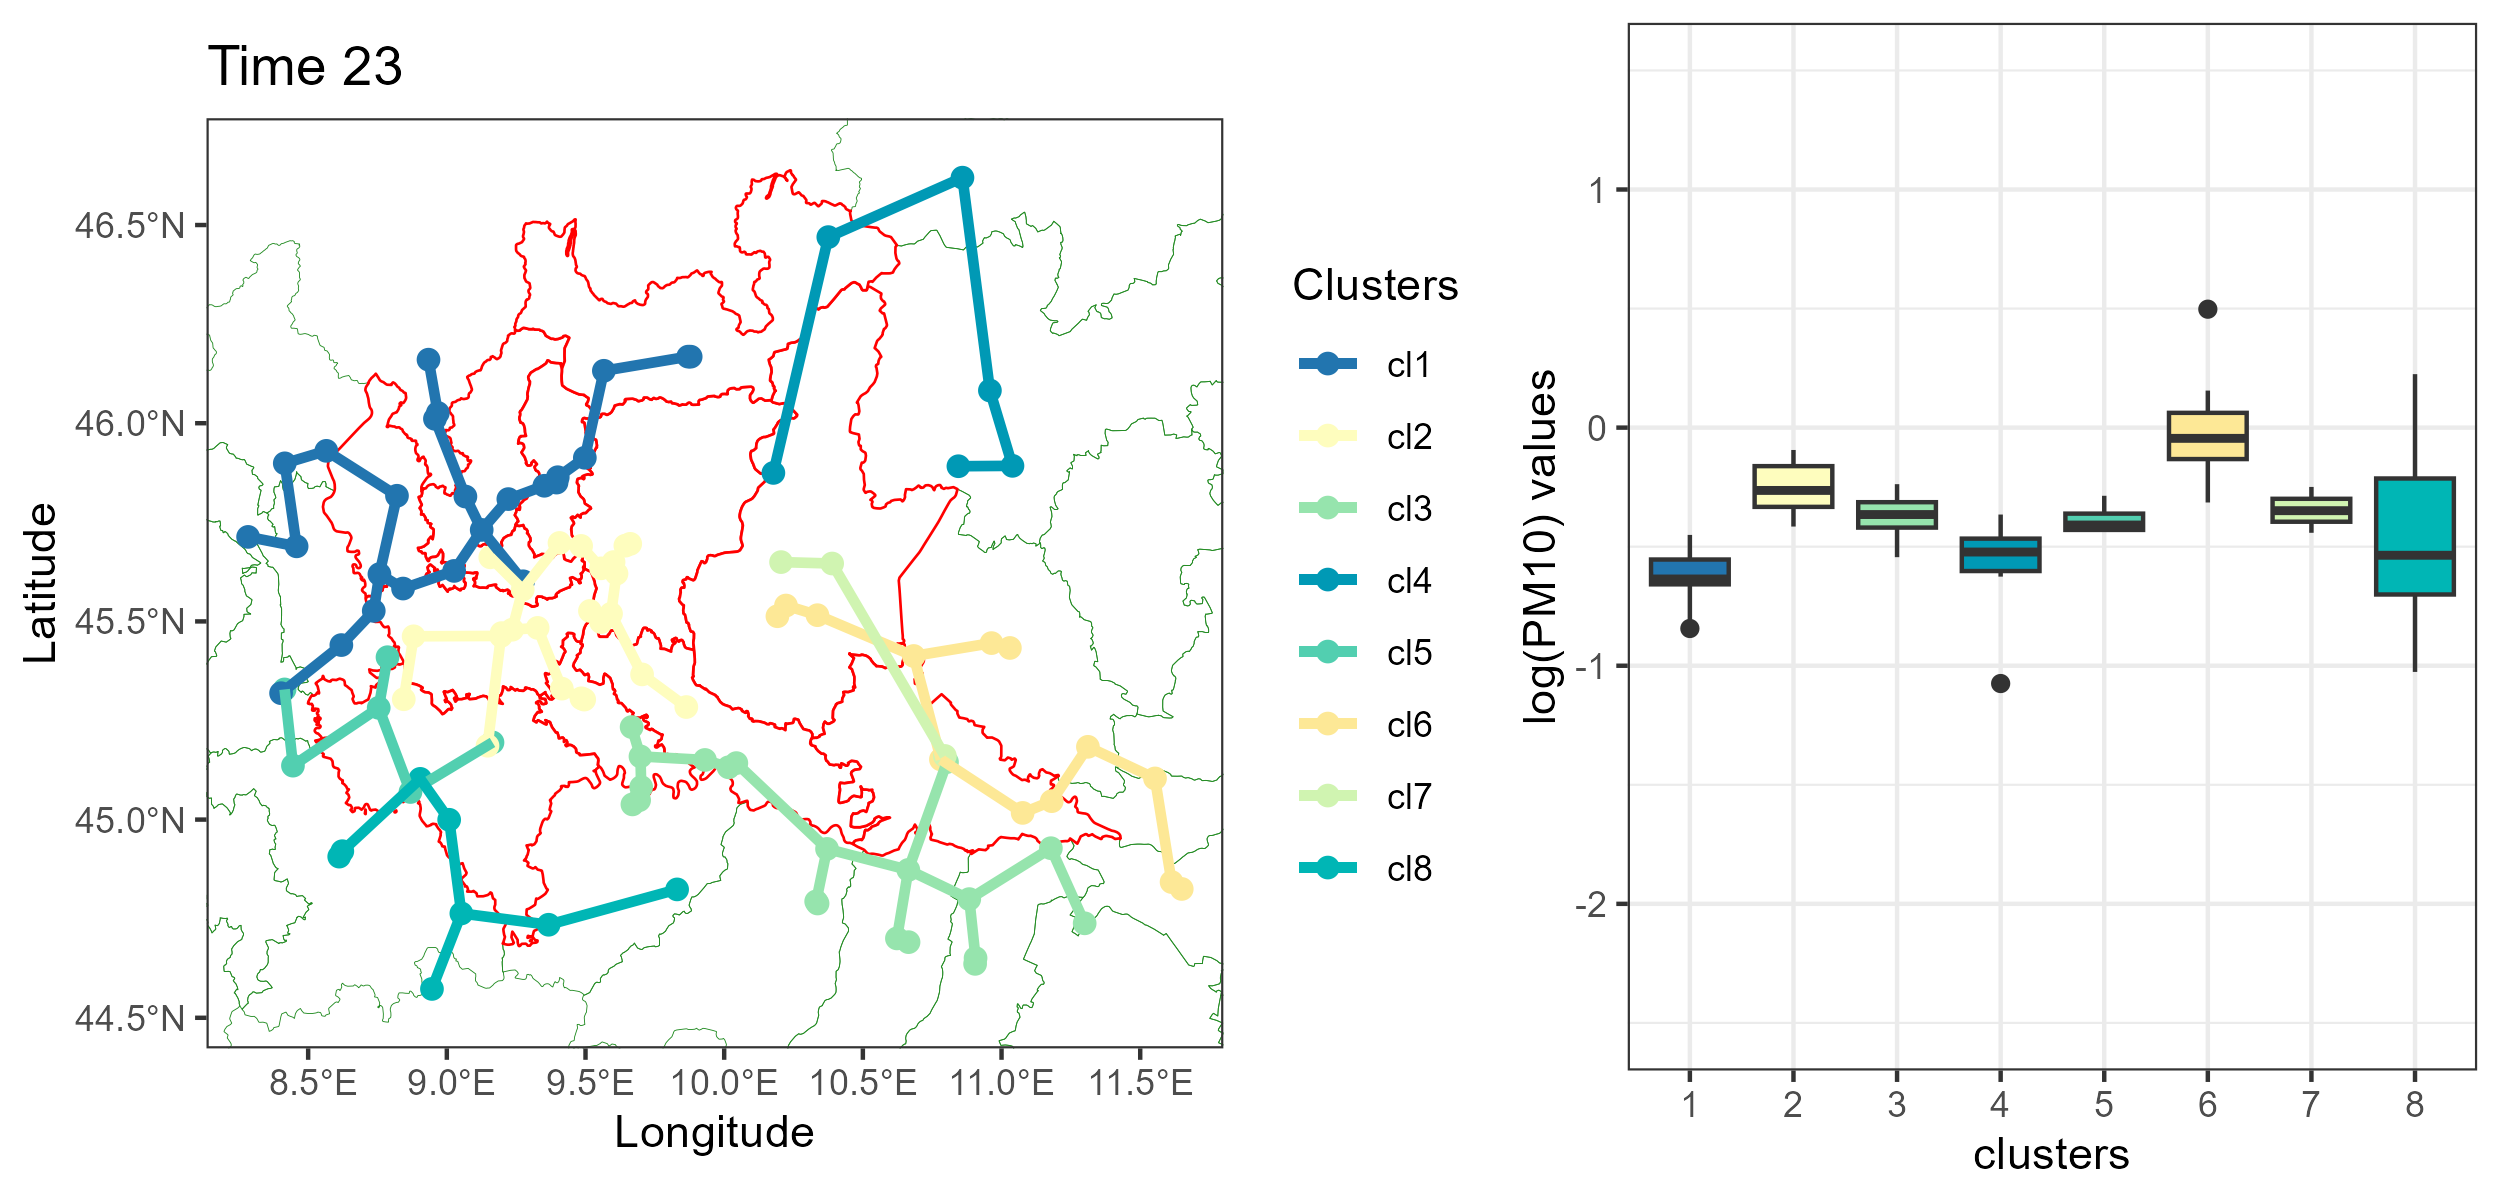 Time 23
46.5°N
46.0°N
45.5°N
45.0°N
44.5°N
Latitude
8.5°E 9.0°E 9.5°E 10.0°E 10.5°E 11.0°E 11.5°E
Longitude
Clusters
cl1
cl2
cl3
cl4
cl5
cl6
cl7
cl8
log(PM10) values
1
0
-1
-2
1 2 3 4 5 6 7 8
clusters